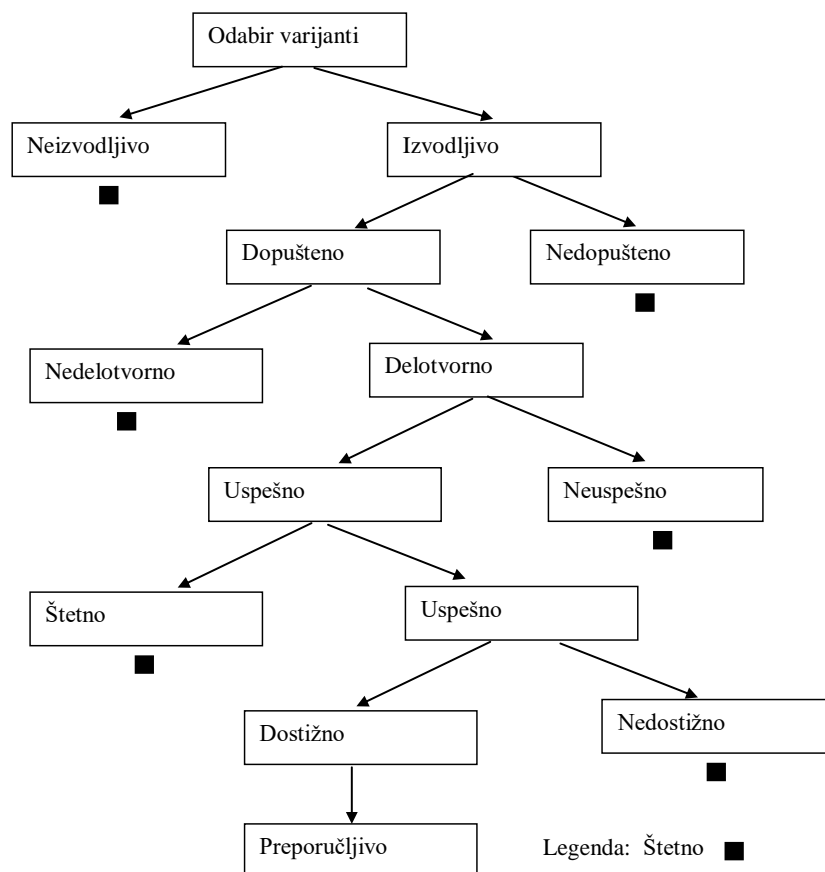 Odabir varijanti
Neizvodljivo
Izvodljivo
Dopušteno
Nedopušteno
Nedelotvorno
Delotvorno
Uspešno
Neuspešno
Štetno
Uspešno
Dostižno
Nedostižno
Preporučljivo
Legenda: Štetno